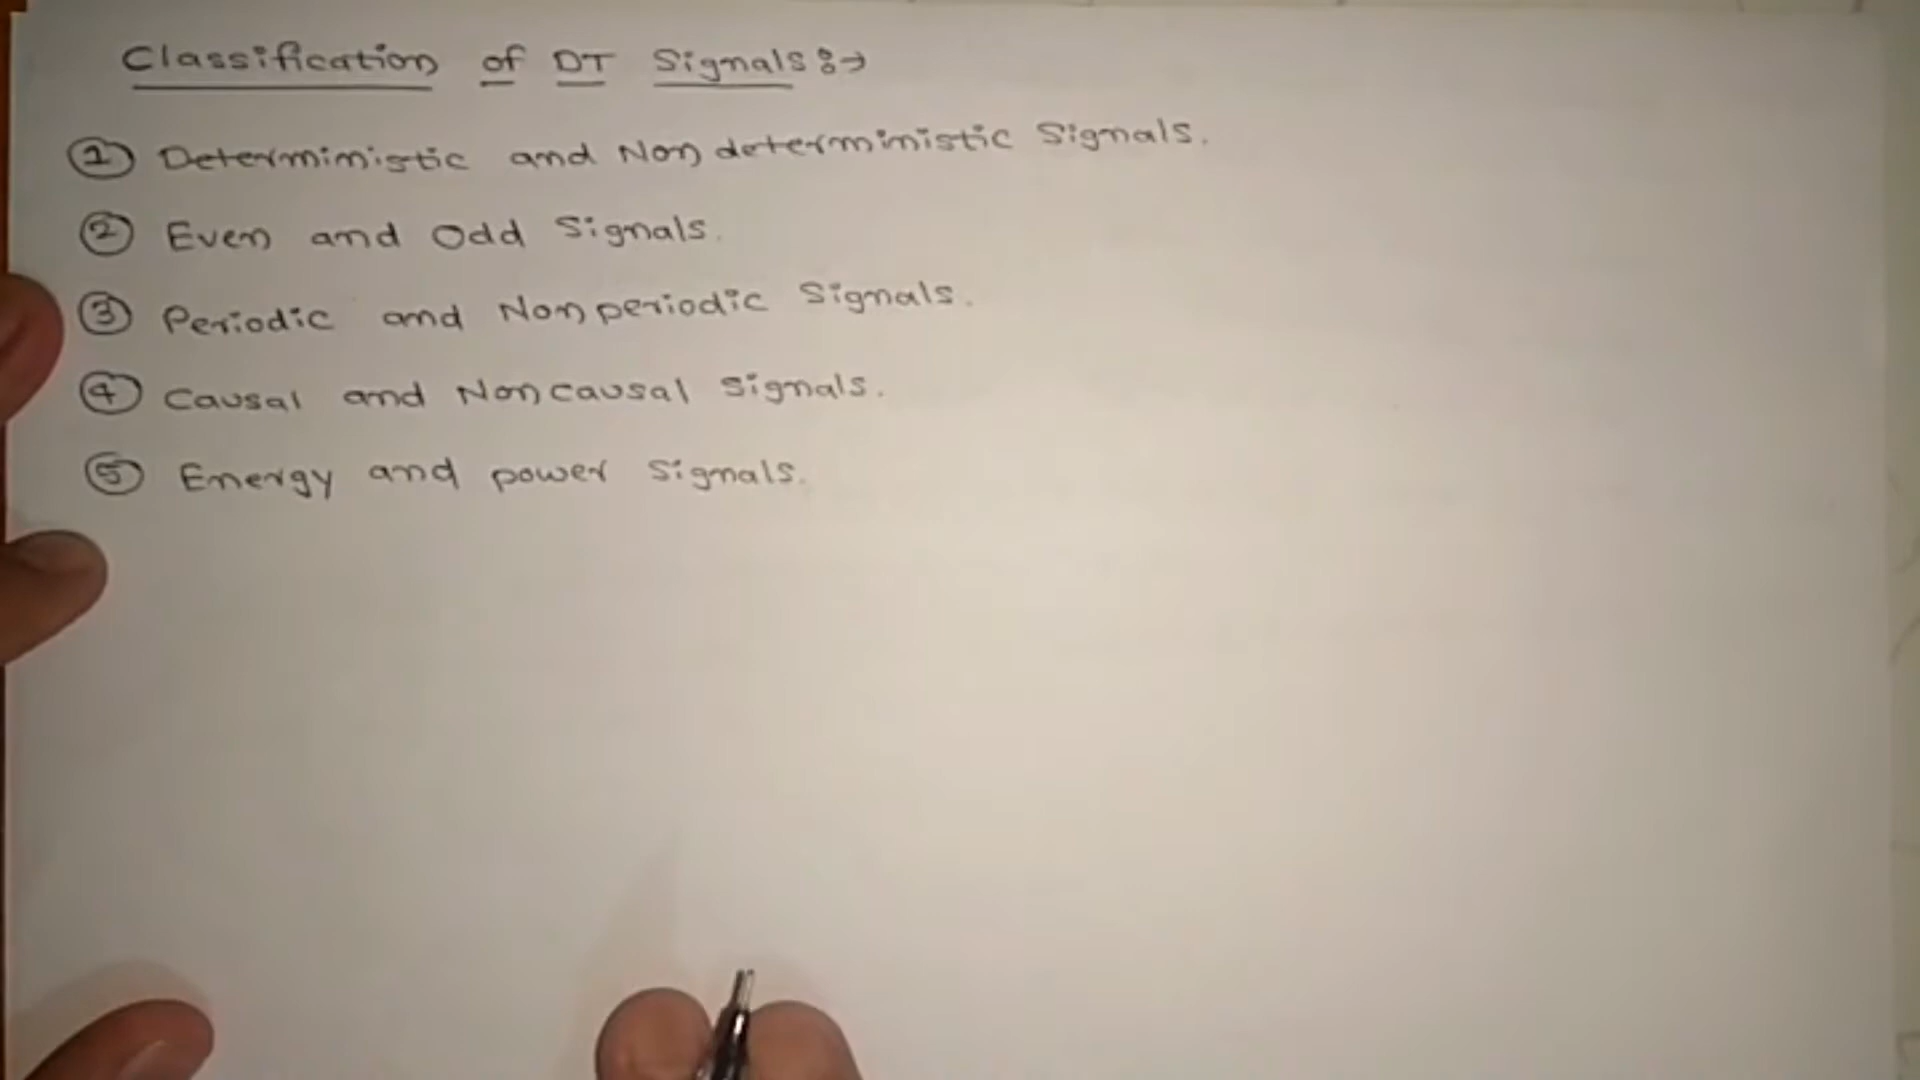 Classification of DT Signals :→
① Deterministic and Non deterministic Signals.
② Even and Odd Signals.
③ Periodic and Non periodic Signals.
④ Causal and Non causal Signals.
⑤ Energy and power Signals.